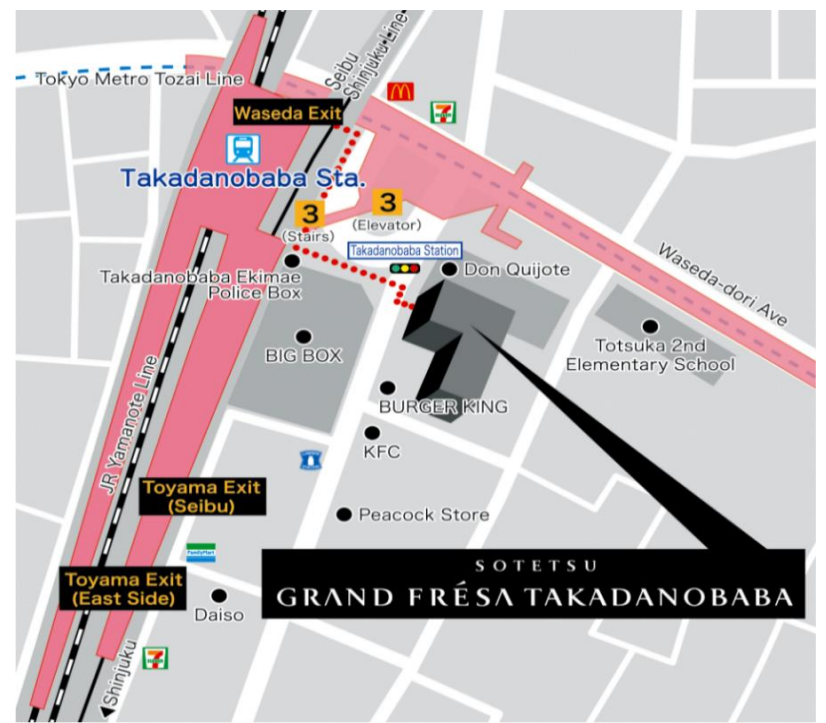 Tokyo Metro Tozai Line
Seibu
Shinjuku Line
Waseda Exit
Takadanobaba Sta.
3
(Stairs)
3
(Elevator)
Takadanobaba Station
Takadanobaba Ekimae
Police Box
Don Quijote
Waseda-dori Ave
BIG BOX
Totsuka 2nd
Elementary School
JR Yamanote Line
BURGER KING
KFC
Toyama Exit
(Seibu)
Peacock Store
FamilyMart
SOTETSU
GRAND FRÉSA TAKADANOBABA
Toyama Exit
(East Side)
Daiso
Shinjuku